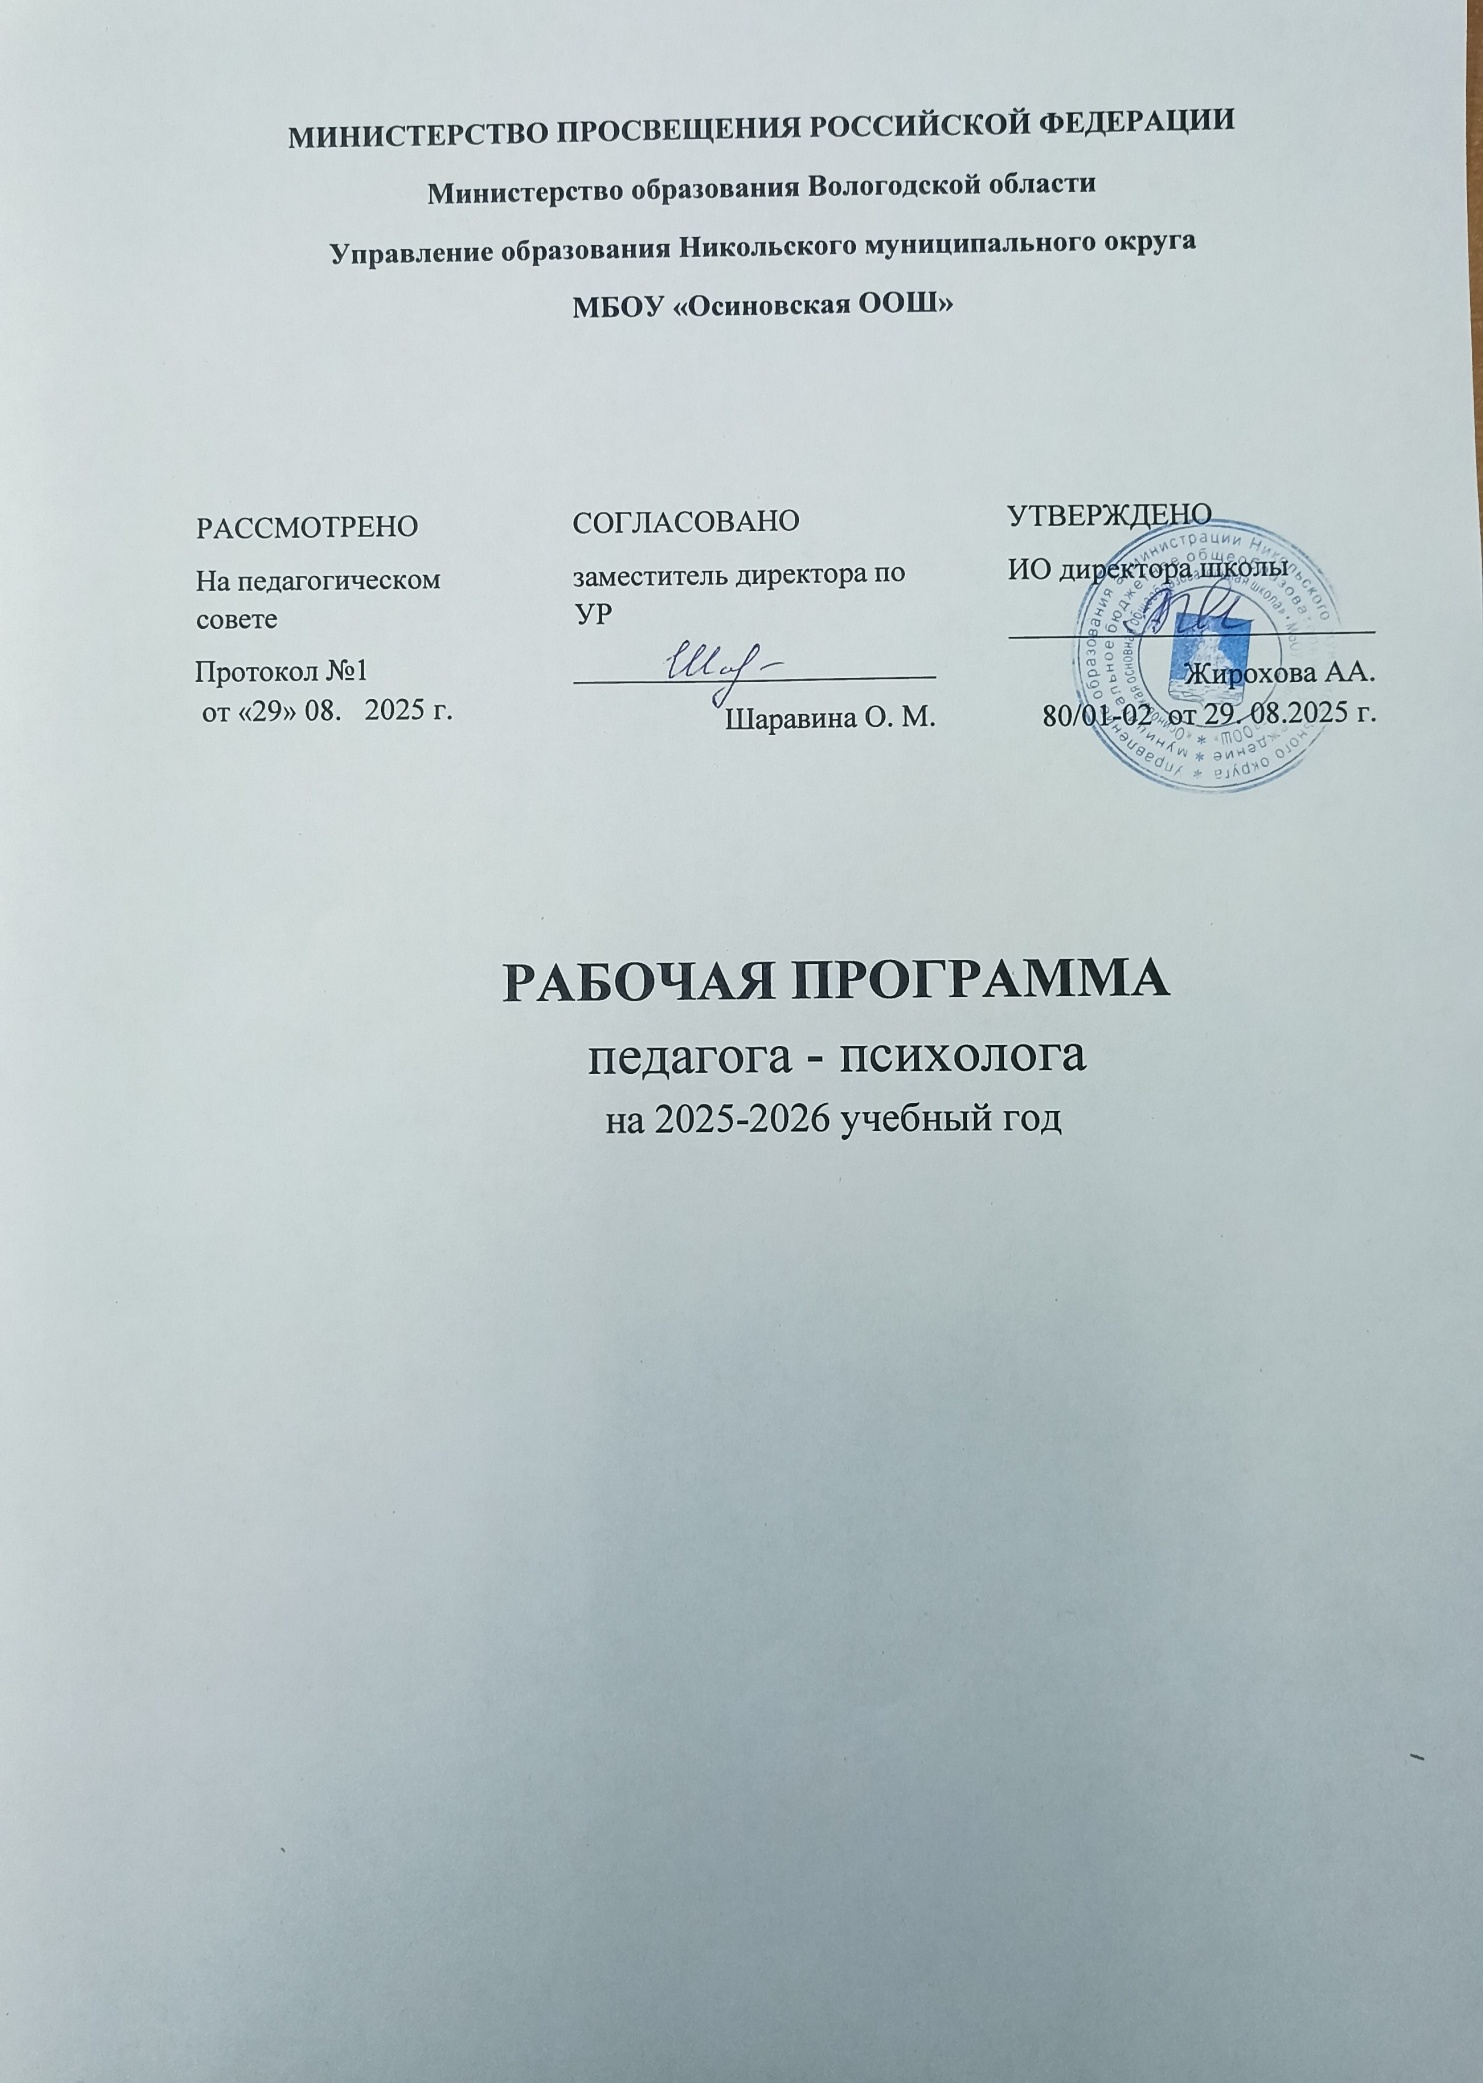 МИНИСТЕРСТВО ПРОСВЕЩЕНИЯ РОССИЙСКОЙ ФЕДЕРАЦИИ
Министерство образования Вологодской области
Управление образования Никольского муниципального округа
МБОУ «Осиновская ООШ»
РАССМОТРЕНО
На педагогическом
совете
Протокол №1
от «29» 08. 2025 г.
СОГЛАСОВАНО
заместитель директора по
УР
Шаравина О. М.
УТВЕРЖДЕНО
ИО директора школы
Жирохова АА.
80/01-02 от 29. 08.2025 г.
РАБОЧАЯ ПРОГРАММА
педагога - психолога
на 2025-2026 учебный год